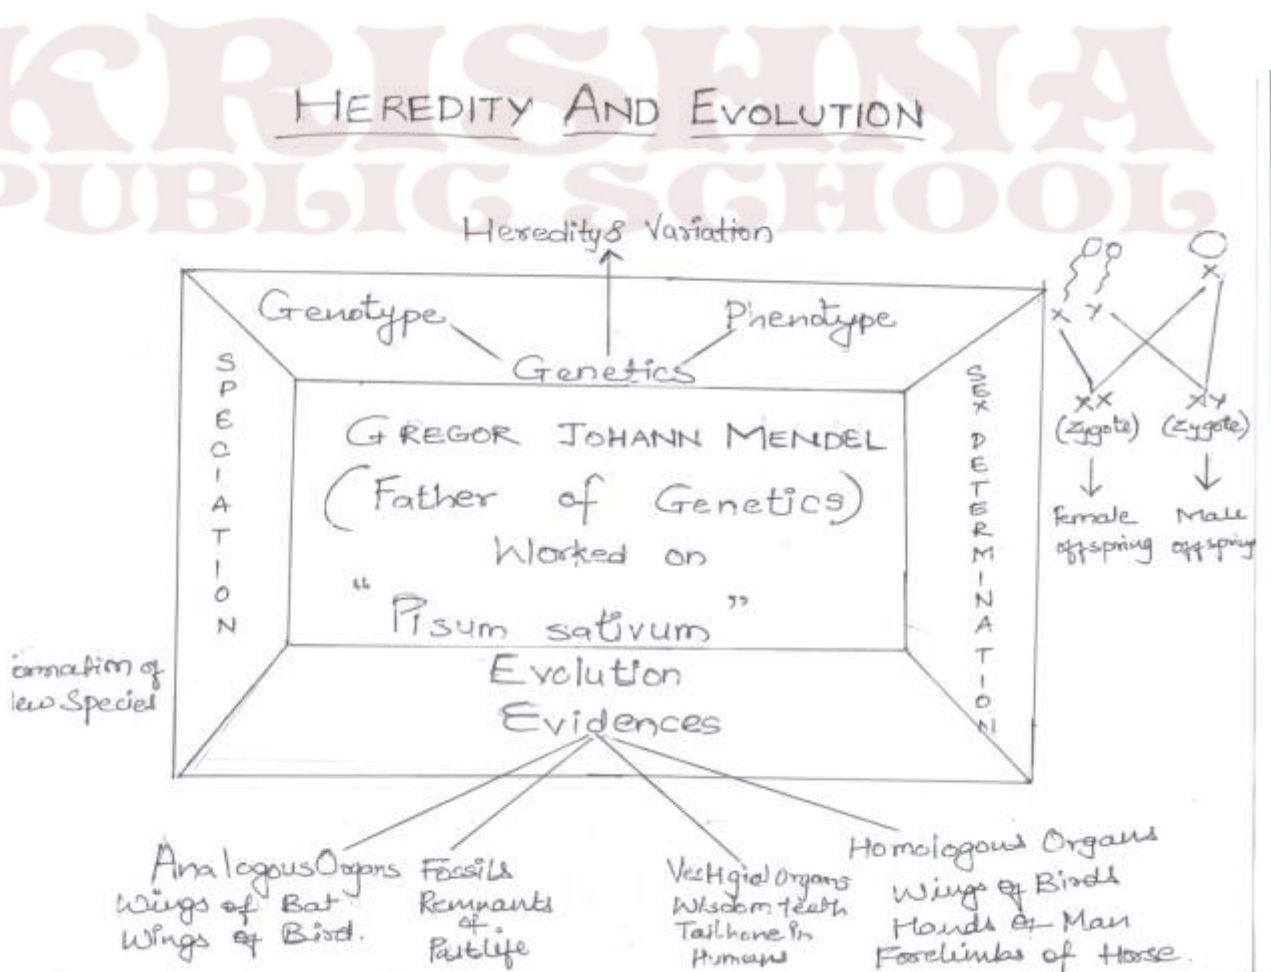 KRISHNA
PUBLIC SCHOOL
HEREDITY AND EVOLUTION
Heredity & Variation
Genotype
Phenotype
Genetics
SPECIATION
GREGOR JOHANN MENDEL
(Father of Genetics)
Worked on
"Pisum sativum"
SEX DETERMINATION
X Y
X
XX
XY
(Zygote) (Zygote)
Female Male
offspring offspring
ormation of
lew Species
Evolution
Evidences
Analogous Organs
Wings of Bat
Wings of Bird.
Fossils
Remnants
of
Pastlife
Vestigial Organs
Wisdom teeth
Tailbone in
Humans
Homologous Organs
Wings of Birds
Hands of Man
Forelimbs of Horse.